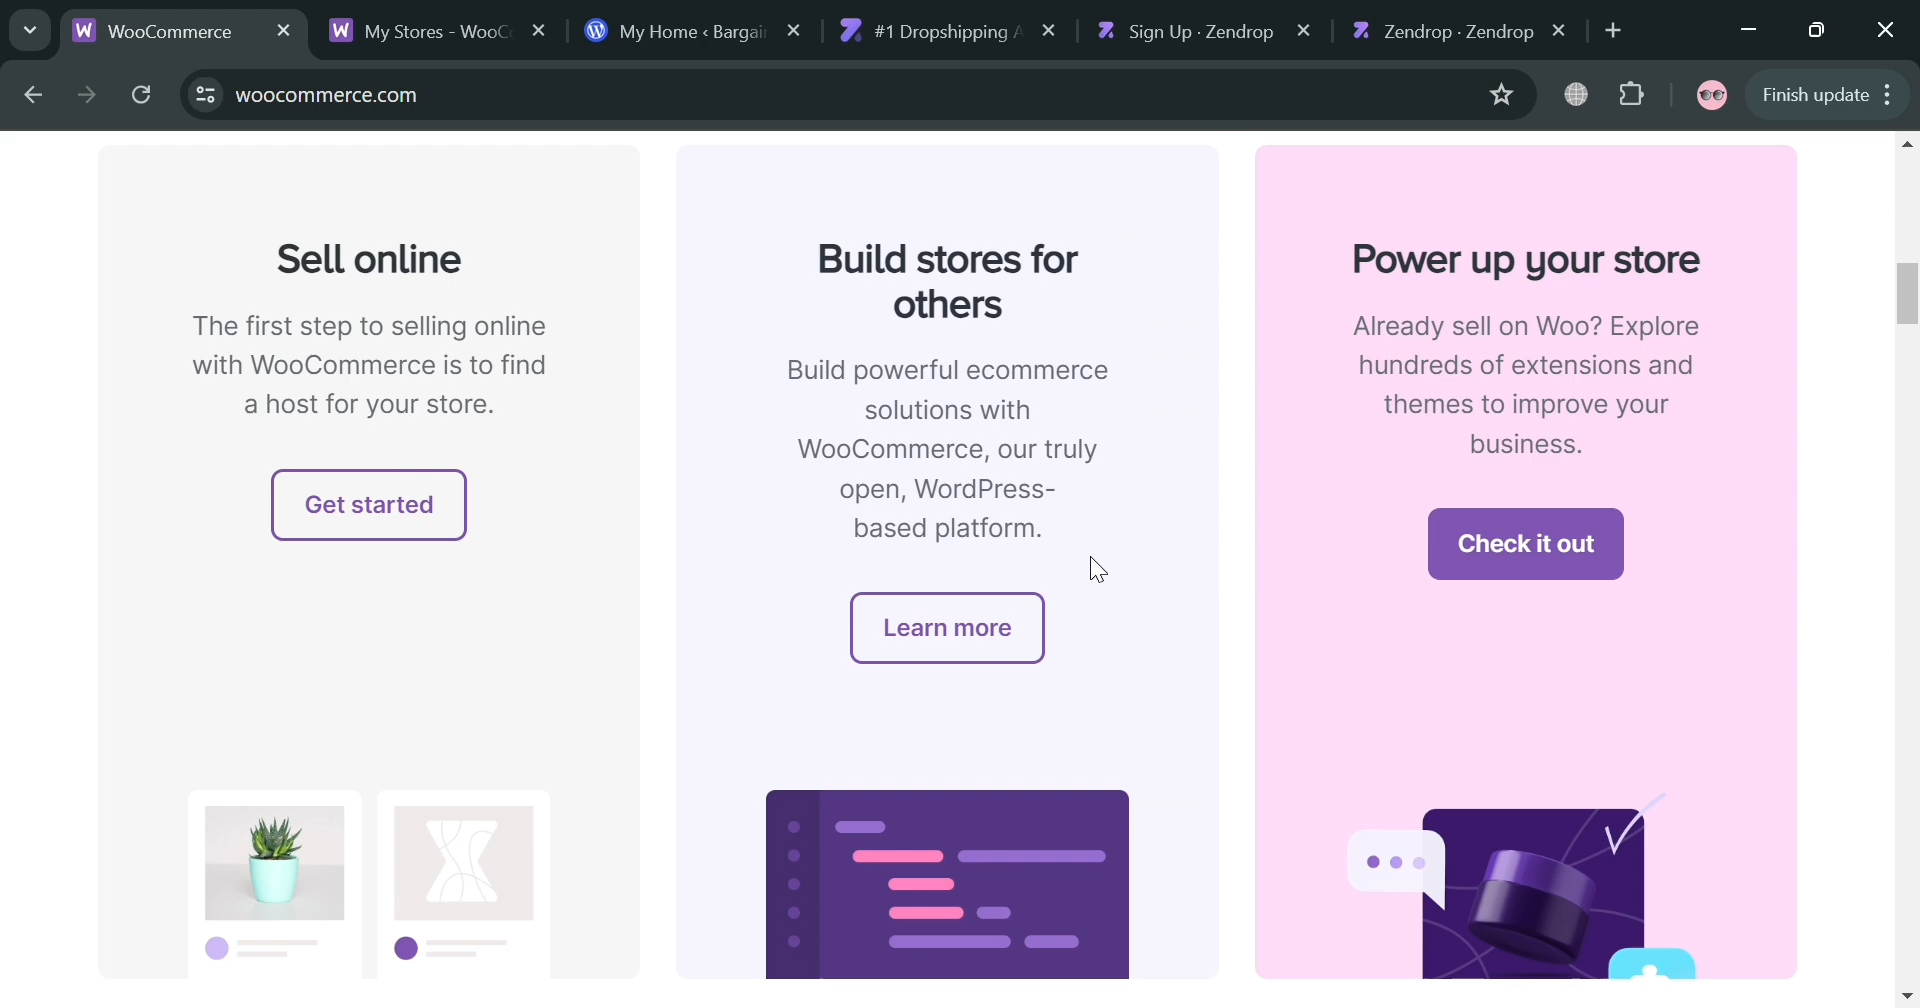 WooCommerce
My Stores - WooC
My Home ‹ Bargai
#1 Dropshipping A
Sign Up · Zendrop
Zendrop · Zendrop
woocommerce.com
Finish update
Sell online
The first step to selling online
with WooCommerce is to find
a host for your store.
Get started
Build stores for
others
Build powerful ecommerce
solutions with
WooCommerce, our truly
open, WordPress-
based platform.
Learn more
Power up your store
Already sell on Woo? Explore
hundreds of extensions and
themes to improve your
business.
Check it out